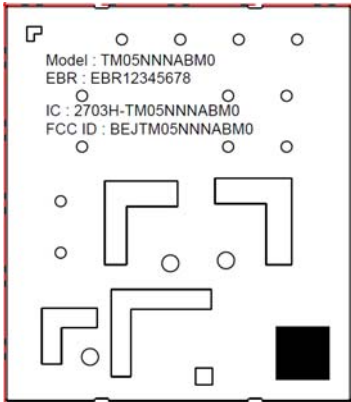 Model : TM05NNNABM0
EBR : EBR12345678
IC : 2703H-TM05NNNABM0
FCC ID : BEJTM05NNNABM0